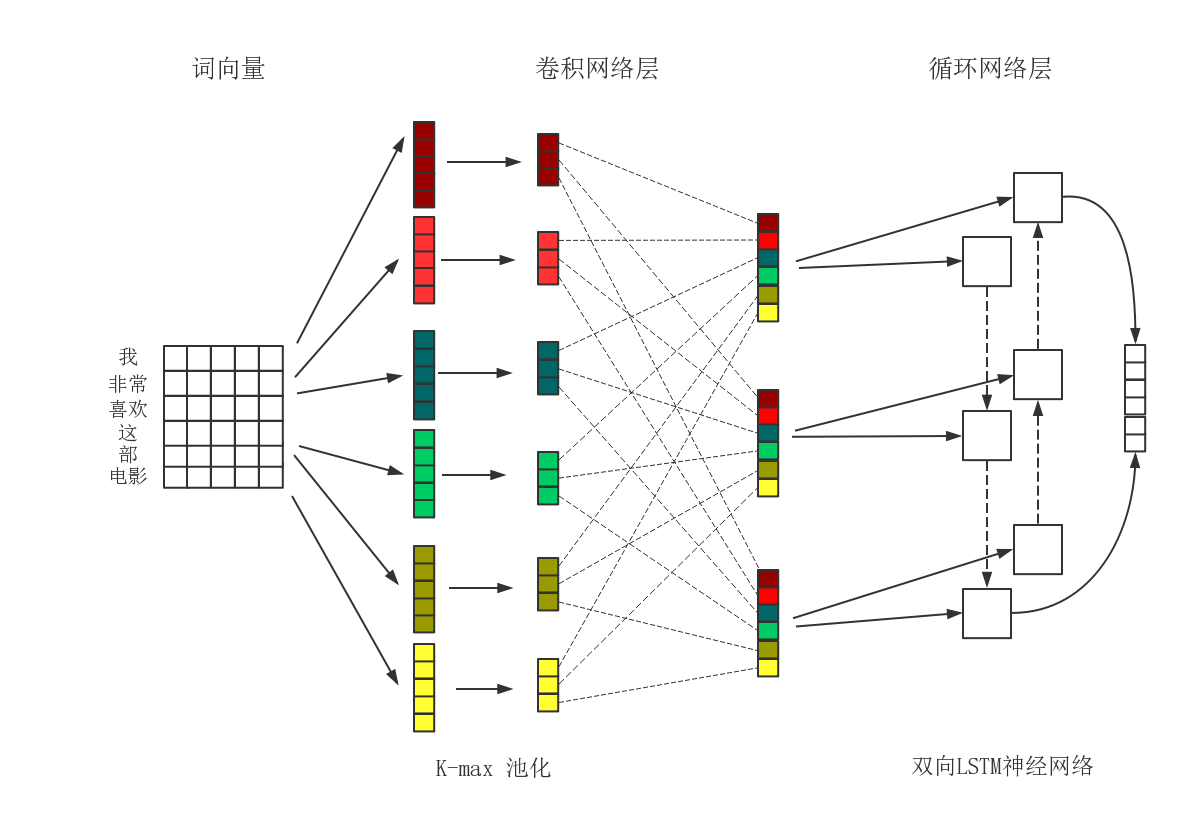 词向量
卷积网络层
循环网络层
我
非常
喜欢
这
部
电影
K-max 池化
双向LSTM神经网络